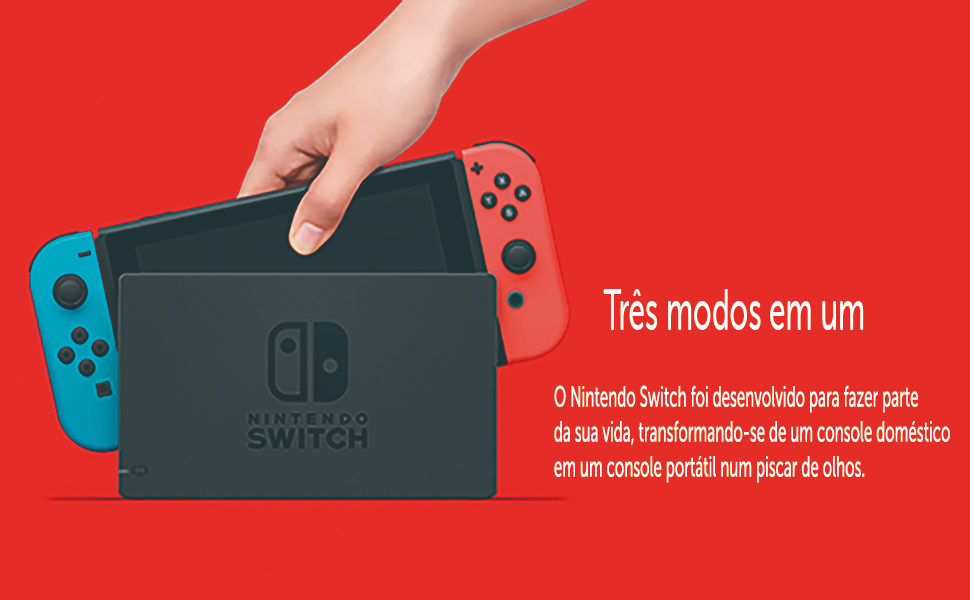 X
Y
A
B
NINTENDO
SWITCH
Três modos em um
O Nintendo Switch foi desenvolvido para fazer parte
da sua vida, transformando-se de um console doméstico
em um console portátil num piscar de olhos.